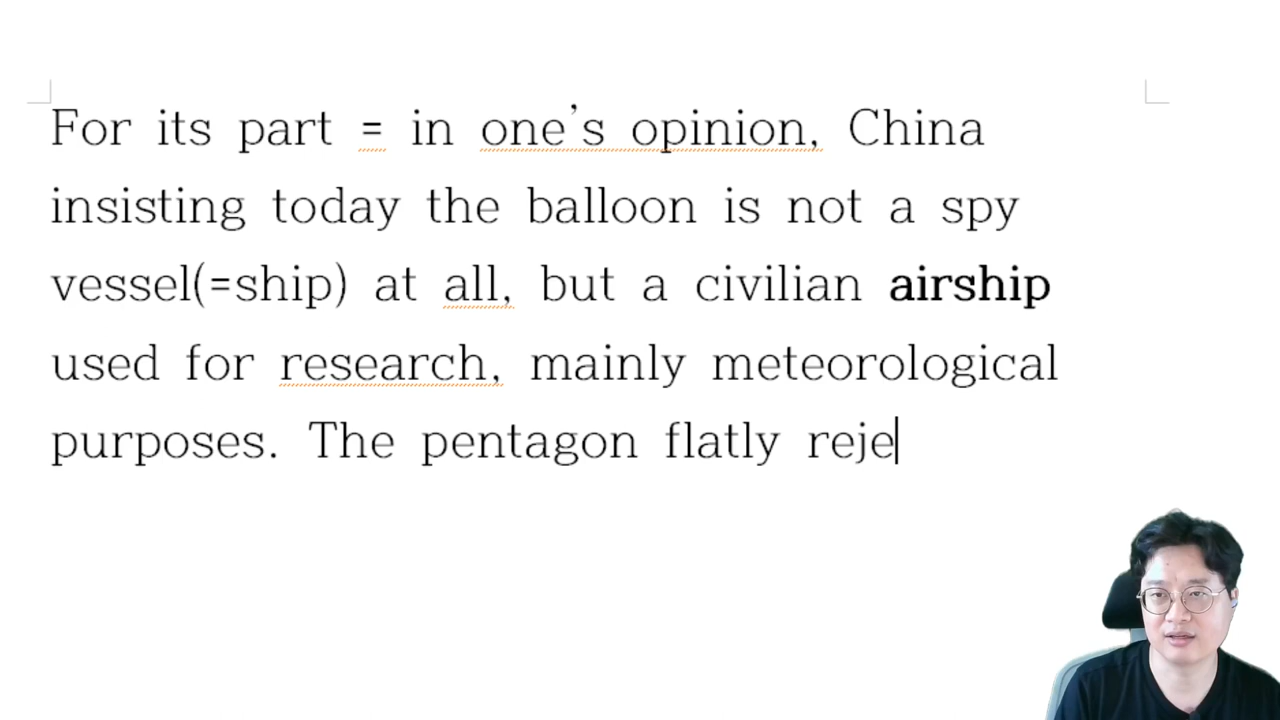 For its part = in one’s opinion, China
insisting today the balloon is not a spy
vessel(=ship) at all, but a civilian airship
used for research, mainly meteorological
purposes. The pentagon flatly reje